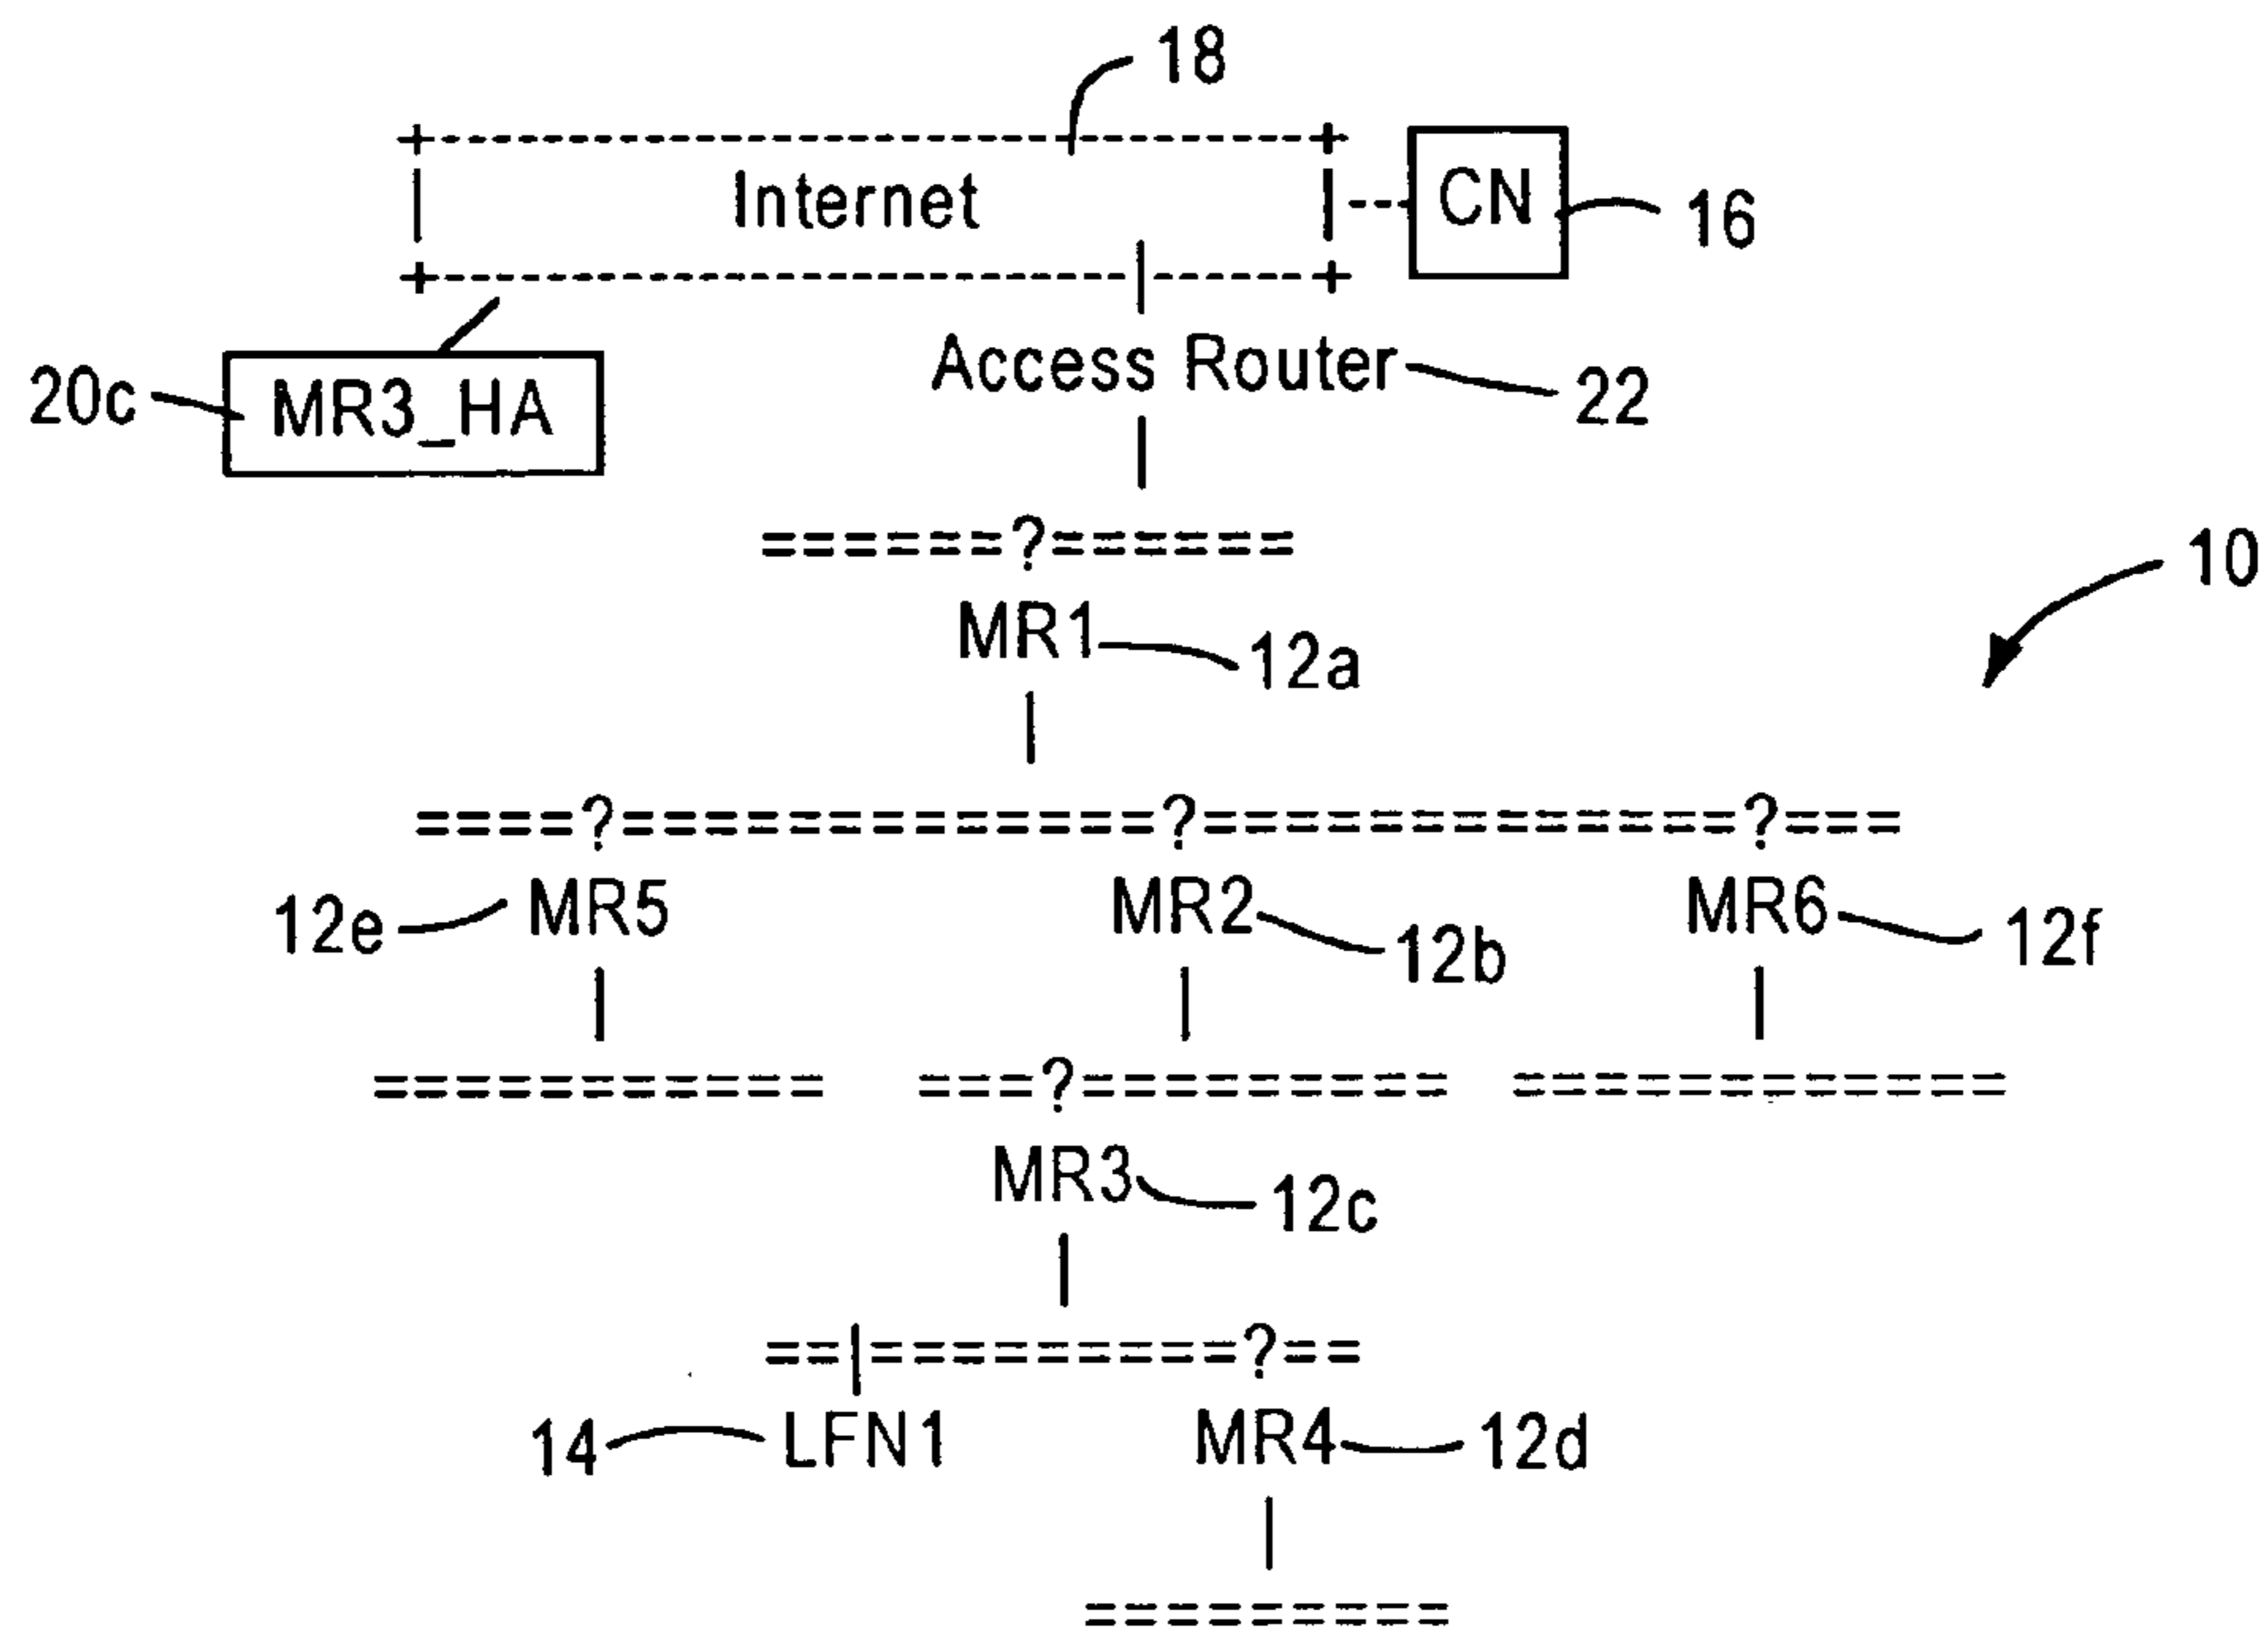 18
+----------------------+
| Internet |---CN 16
+----------------------+
20c MR3_HA Access Router 22
|
======?====== 10
MR1 12a
|
====?=============?=============?===
12e MR5 MR2 12b MR6 12f
| | |
=========== ===?========= ============
MR3 12c
|
==|=========?==
14 LFN1 MR4 12d
|
=========